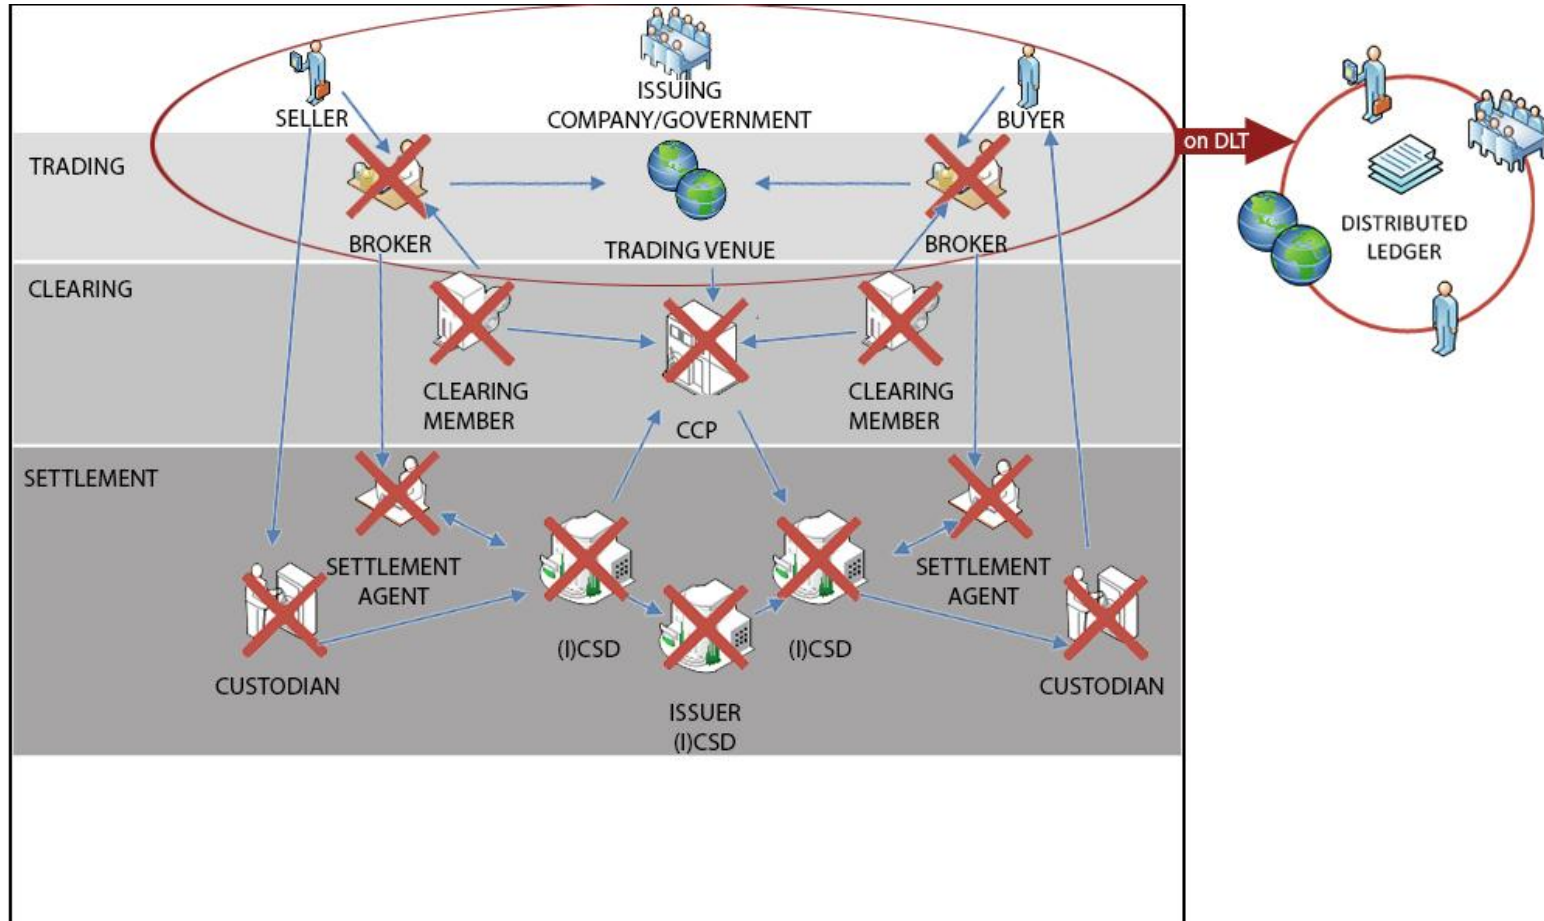 ISSUING
COMPANY/GOVERNMENT
SELLER
BUYER
on DLT
TRADING
BROKER
TRADING VENUE
BROKER
DISTRIBUTED
LEDGER
CLEARING
CLEARING
MEMBER
CCP
CLEARING
MEMBER
SETTLEMENT
SETTLEMENT
AGENT
SETTLEMENT
AGENT
(I)CSD
(I)CSD
CUSTODIAN
CUSTODIAN
ISSUER
(I)CSD